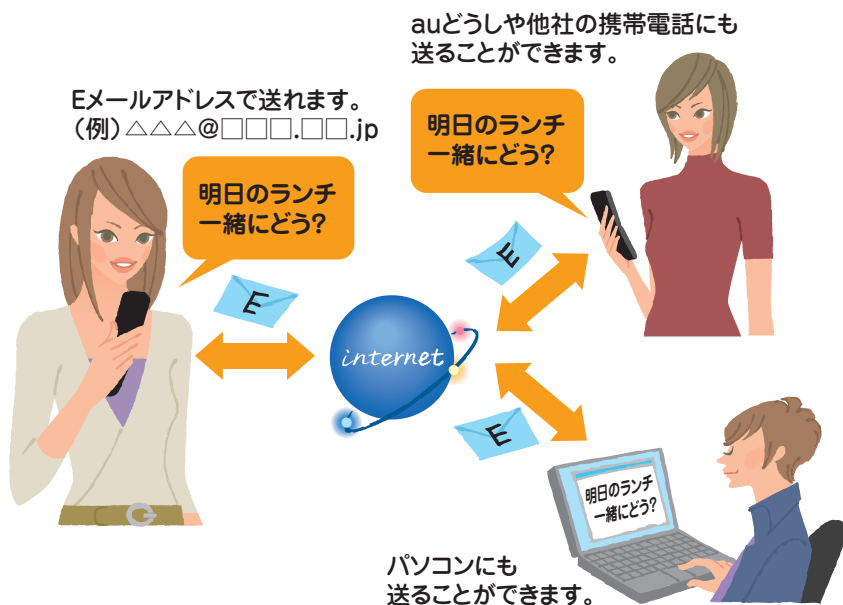 auどうしや他社の携帯電話にも
送ることができます。
Eメールアドレスで送れます。
（例）△△△@□□□.□□.jp
明日のランチ
一緒にどう？
明日のランチ
一緒にどう？
E
E
internet
E
明日のランチ
一緒にどう？
パソコンにも
送ることができます。